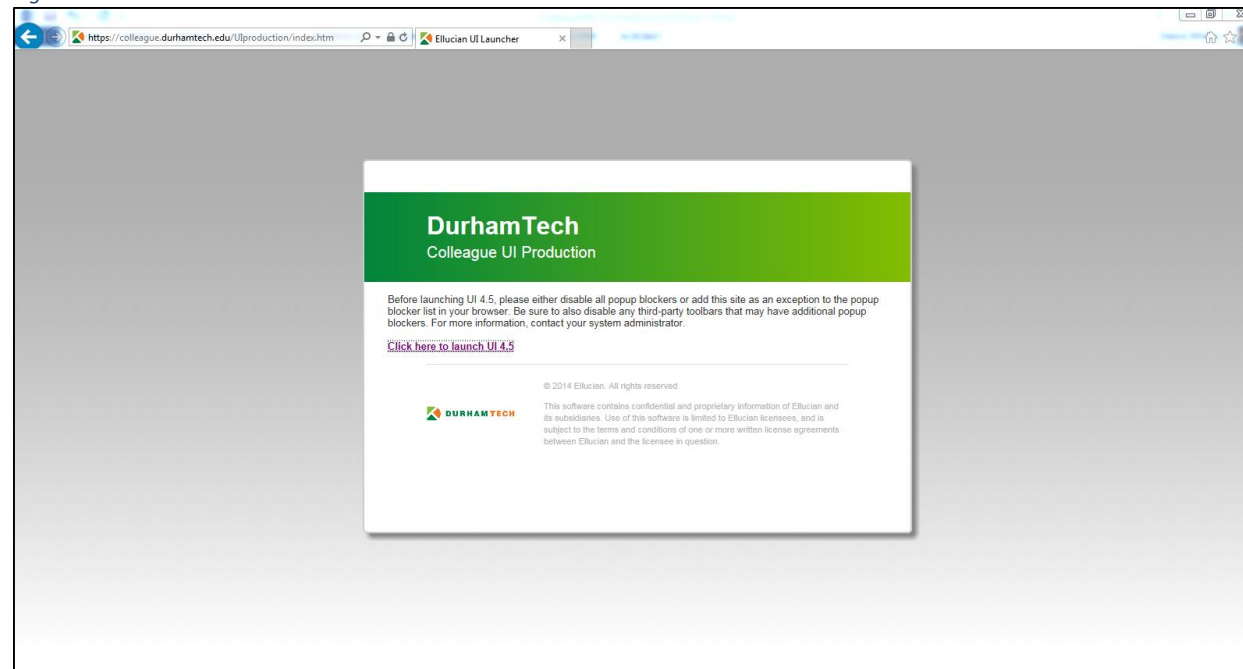 https://colleague.durhamtech.edu/UIproduction/index.htm
Ellucian UI Launcher
DurhamTech
Colleague UI Production
Before launching UI 4.5, please either disable all popup blockers or add this site as an exception to the popup
blocker list in your browser. Be sure to also disable any third-party toolbars that may have additional popup
blockers. For more information, contact your system administrator.
Click here to launch UI 4.5
© 2014 Ellucian. All rights reserved.
DURHAMTECH
This software contains confidential and proprietary information of Ellucian and
its subsidiaries. Use of this software is limited to Ellucian licensees, and is
subject to the terms and conditions of one or more written license agreements
between Ellucian and the licensee in question.